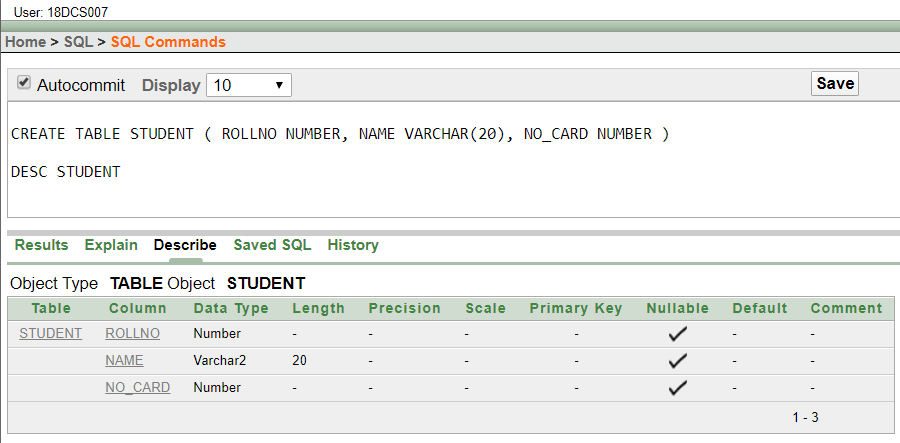 User: 18DCS007
Home > SQL > SQL Commands
Autocommit Display 10 Save
CREATE TABLE STUDENT ( ROLLNO NUMBER, NAME VARCHAR(20), NO_CARD NUMBER )
DESC STUDENT
Results Explain Describe Saved SQL History
Object Type TABLE Object STUDENT
Table Column Data Type Length Precision Scale Primary Key Nullable Default Comment
STUDENT ROLLNO Number - - - - ✓ - -
NAME Varchar2 20 - - - ✓ - -
NO_CARD Number - - - - ✓ - -
1 - 3